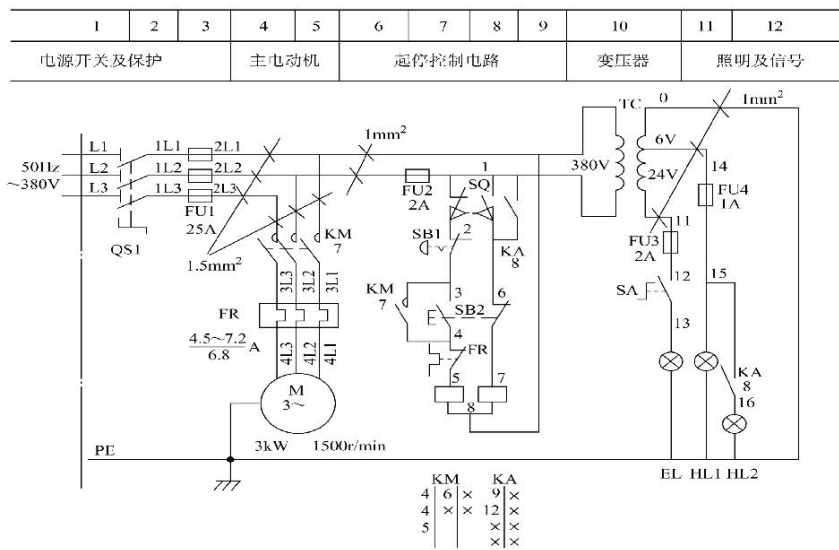 1 2 3 4 5 6 7 8 9 10 11 12
电源开关及保护 主电动机 起停控制电路 变压器 照明及信号
TC 0 1mm²
L1 1L1 2L1 1mm² 6V
50Hz L2 1L2 2L2 1 380V 14
~380V L3 1L3 2L3 FU2 SQ 24V FU4
FU1 2A 11 1A
25A KM SB1 2 FU3
QS1 7 KA 2A
1.5mm² 8
3L3 3L2 3L1 KM 3 6 SA 12 15
FR 7 SB2 13
4.5~7.2 4 FR
6.8 A 4L3 4L2 4L1 KA
M 5 7 8
3~ 8 16
3kW 1500r/min
PE
EL HL1 HL2
KM KA
4 6 × 9 ×
4 × × 12 ×
5 × ×
× ×